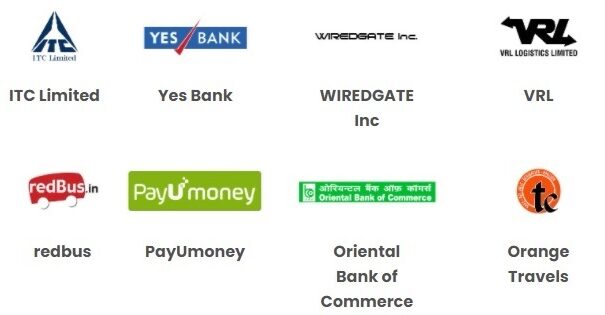 ITC
ITC Limited
YES BANK
WIREDGATE Inc.
VRL
VRL LOGISTICS LIMITED
ITC Limited
Yes Bank
WIREDGATE
Inc
VRL
redBus.in
PayUmoney
ओरियन्टल बैंक ऑफ़ कॉमर्स
Oriental Bank of Commerce
tc
redbus
PayUmoney
Oriental
Bank of
Commerce
Orange
Travels